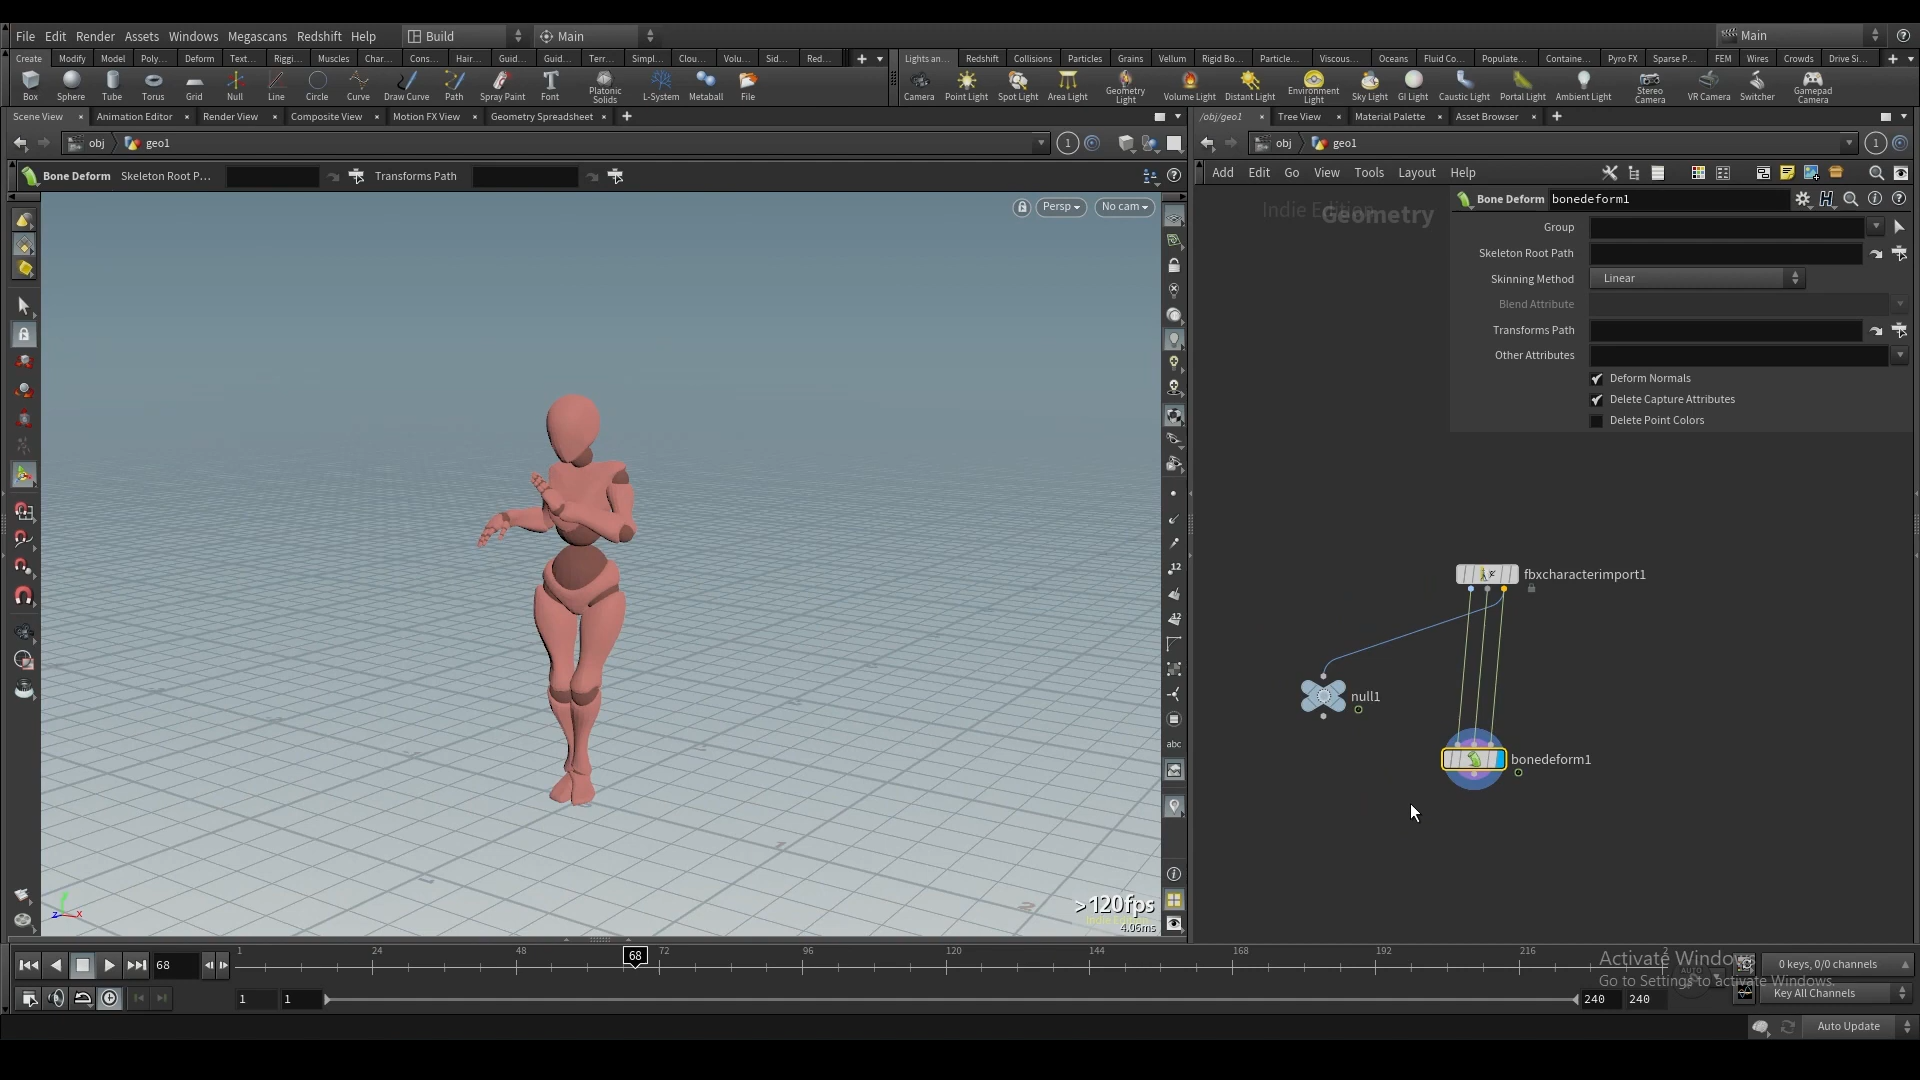 File Edit Render Assets Windows Megascans Redshift Help Build Main Main
Create Modify Model Poly... Deform Text... Riggi... Muscles Char... Cons... Hair... Guid... Guid... Terr... Simpl... Clou... Volu... Sid... Red... Lights an... Redshift Collisions Particles Grains Vellum Rigid Bo... Particle... Viscous... Oceans Fluid Co... Populate... Containe... Pyro FX Sparse P... FEM Wires Crowds Drive Si...
Box Sphere Tube Torus Grid Null Line Circle Curve Draw Curve Path Spray Paint Font Platonic Solids L-System Metaball File Camera Point Light Spot Light Area Light Geometry Light Volume Light Distant Light Environment Light Sky Light GI Light Caustic Light Portal Light Ambient Light Stereo Camera VR Camera Switcher Gamepad Camera
Scene View Animation Editor Render View Composite View Motion FX View Geometry Spreadsheet /obj/geo1 Tree View Material Palette Asset Browser
obj geo1 1 obj geo1 1
Bone Deform Skeleton Root P... Transforms Path Add Edit Go View Tools Layout Help
Persp No cam
Indie Edition Geometry
Bone Deform bonedeform1
Group
Skeleton Root Path
Skinning Method Linear
Blend Attribute
Transforms Path
Other Attributes
Deform Normals
Delete Capture Attributes
Delete Point Colors
fbxcharacterimport1
null1
bonedeform1
12
12
abc
z x
>120fps
4.06ms
68 1 24 48 68 72 96 120 144 168 192 216 2
1 1 240 240
0 keys, 0/0 channels
Key All Channels
Auto Update
Activate Windows
Go to Settings to activate Windows.